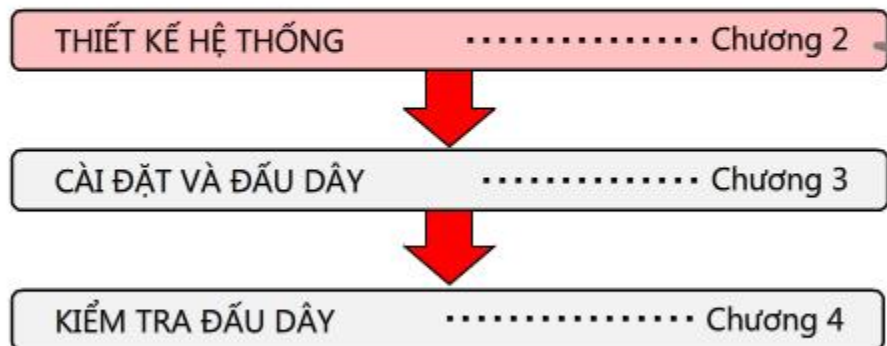 THIẾT KẾ HỆ THỐNG ··············· Chương 2
CÀI ĐẶT VÀ ĐẤU DÂY ·············· Chương 3
KIỂM TRA ĐẤU DÂY ················ Chương 4